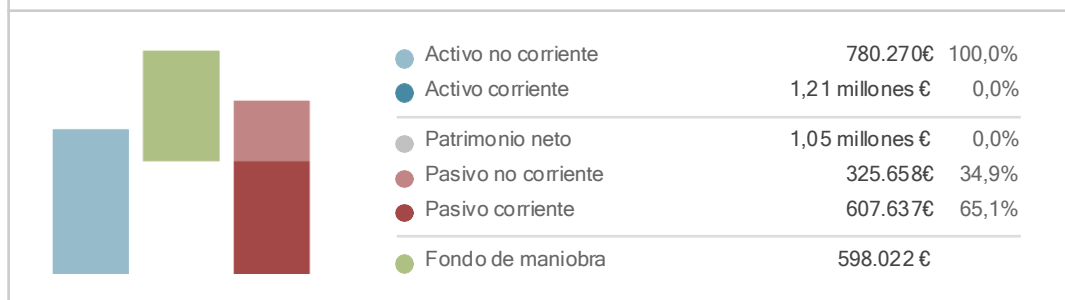 Activo no corriente 780.270€ 100,0%
Activo corriente 1,21 millones € 0,0%
Patrimonio neto 1,05 millones € 0,0%
Pasivo no corriente 325.658€ 34,9%
Pasivo corriente 607.637€ 65,1%
Fondo de maniobra 598.022 €